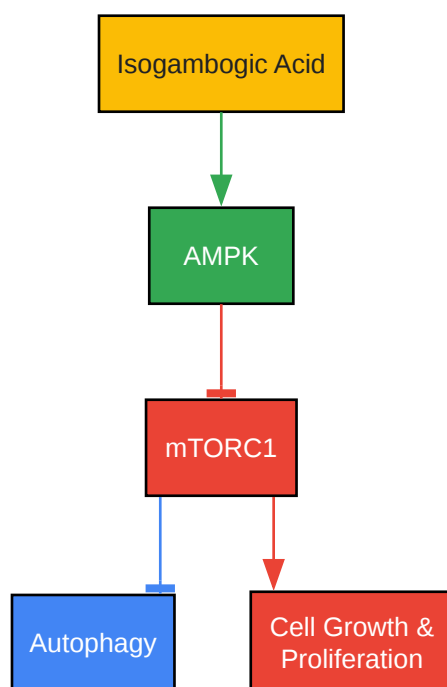 Isogambogic Acid
AMPK
mTORC1
Autophagy
Cell Growth &
Proliferation